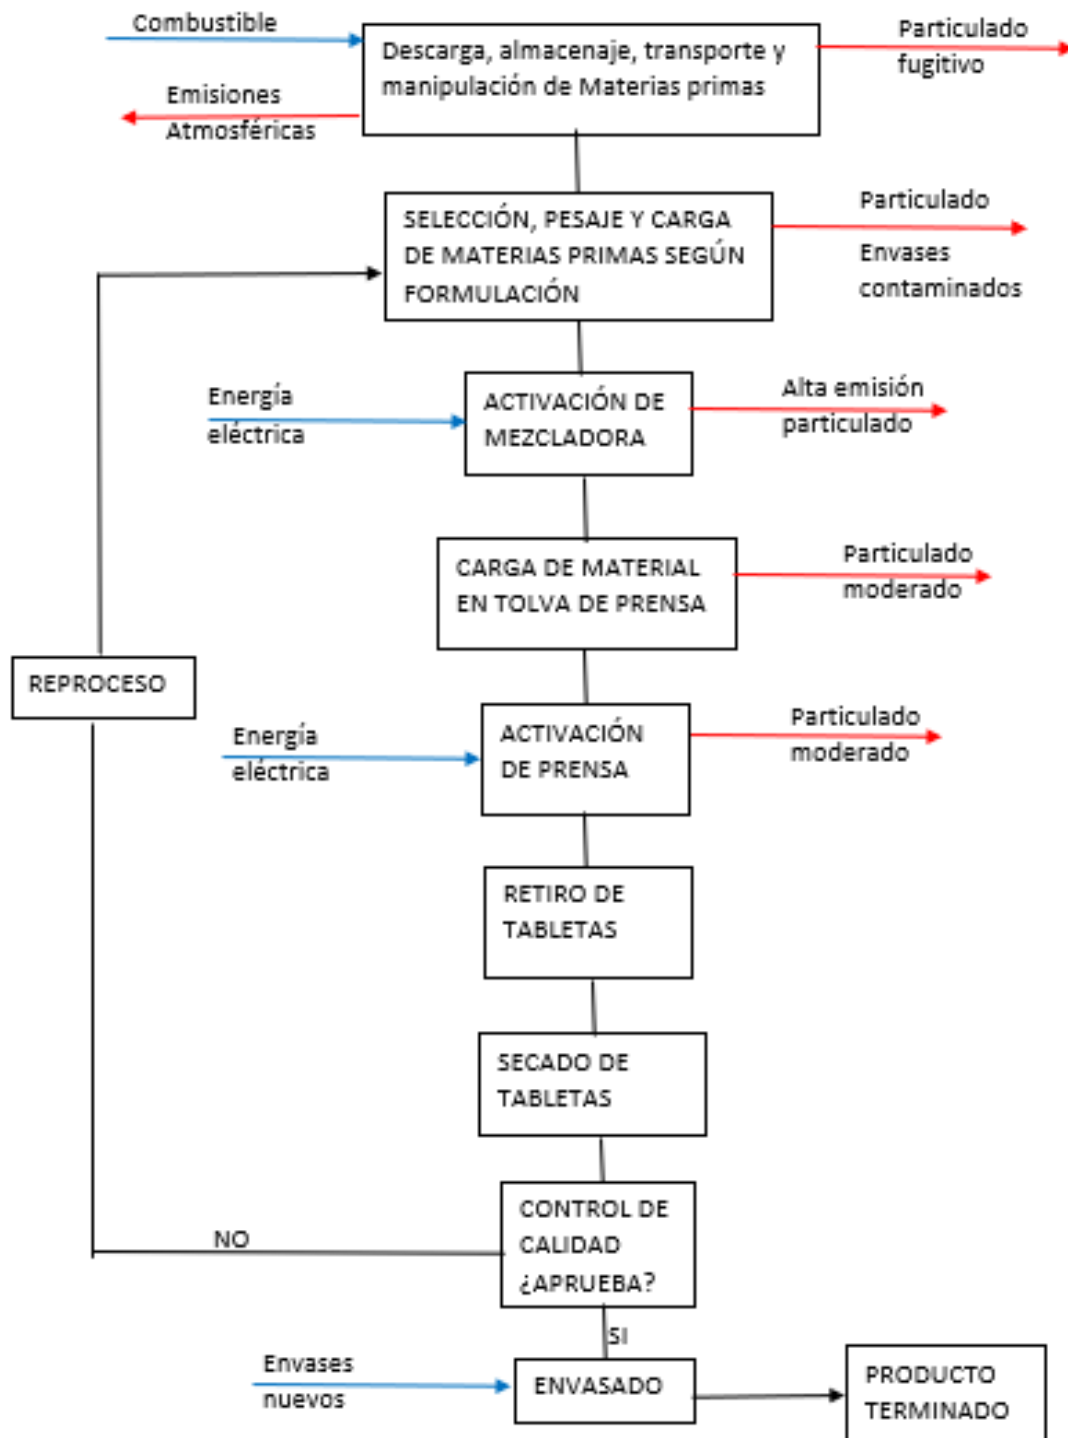 Combustible
Descarga, almacenaje, transporte y
manipulación de Materias primas
Particulado
fugitivo
Emisiones
Atmosféricas
SELECCIÓN, PESAJE Y CARGA
DE MATERIAS PRIMAS SEGÚN
FORMULACIÓN
Particulado
Envases
contaminados
Energía
eléctrica
ACTIVACIÓN DE
MEZCLADORA
Alta emisión
particulado
CARGA DE MATERIAL
EN TOLVA DE PRENSA
Particulado
moderado
REPROCESO
Energía
eléctrica
ACTIVACIÓN
DE PRENSA
Particulado
moderado
RETIRO DE
TABLETAS
SECADO DE
TABLETAS
CONTROL DE
CALIDAD
¿APRUEBA?
NO
SI
Envases
nuevos
ENVASADO
PRODUCTO
TERMINADO